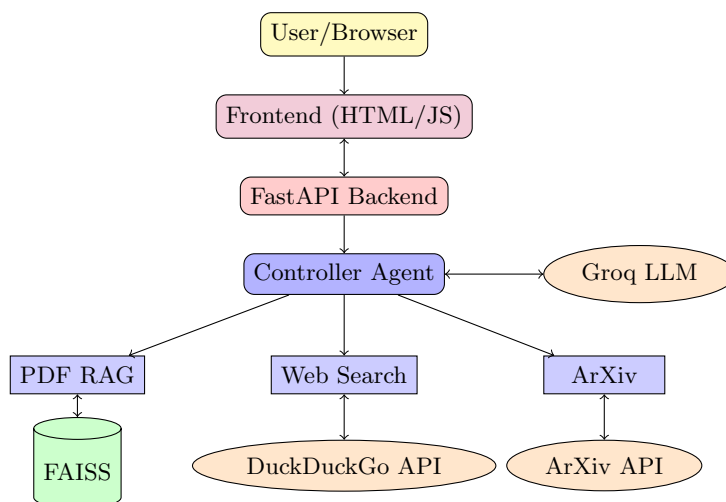 User/Browser
Frontend (HTML/JS)
FastAPI Backend
Controller Agent
Groq LLM
PDF RAG
Web Search
ArXiv
FAISS
DuckDuckGo API
ArXiv API